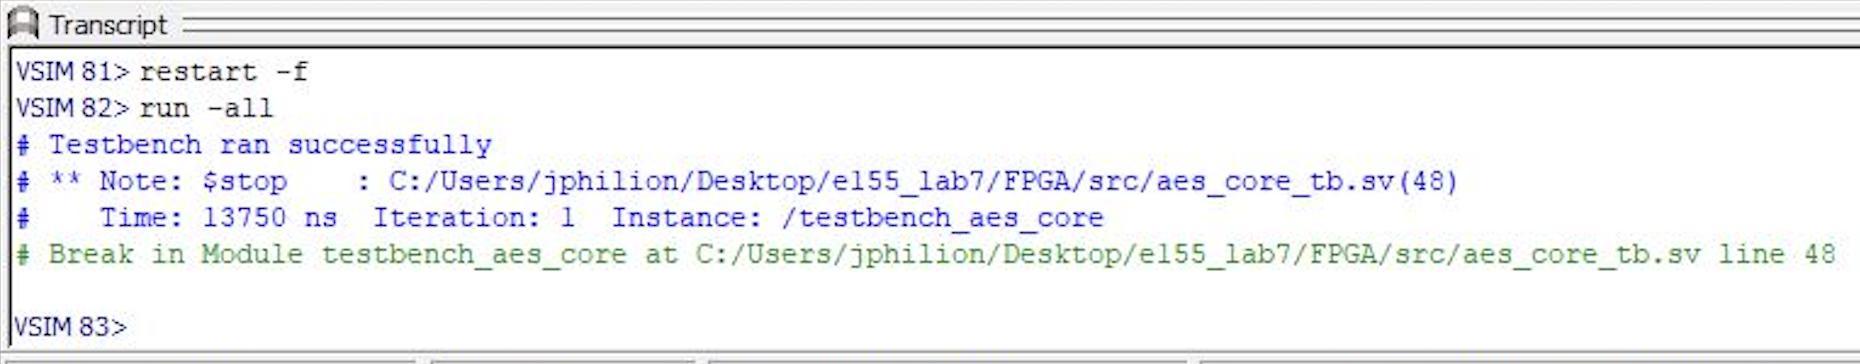 Transcript
VSIM 81> restart -f
VSIM 82> run -all
# Testbench ran successfully
# ** Note: $stop    : C:/Users/jphilion/Desktop/e155_lab7/FPGA/src/aes_core_tb.sv(48)
#    Time: 13750 ns  Iteration: 1  Instance: /testbench_aes_core
# Break in Module testbench_aes_core at C:/Users/jphilion/Desktop/e155_lab7/FPGA/src/aes_core_tb.sv line 48
VSIM 83>